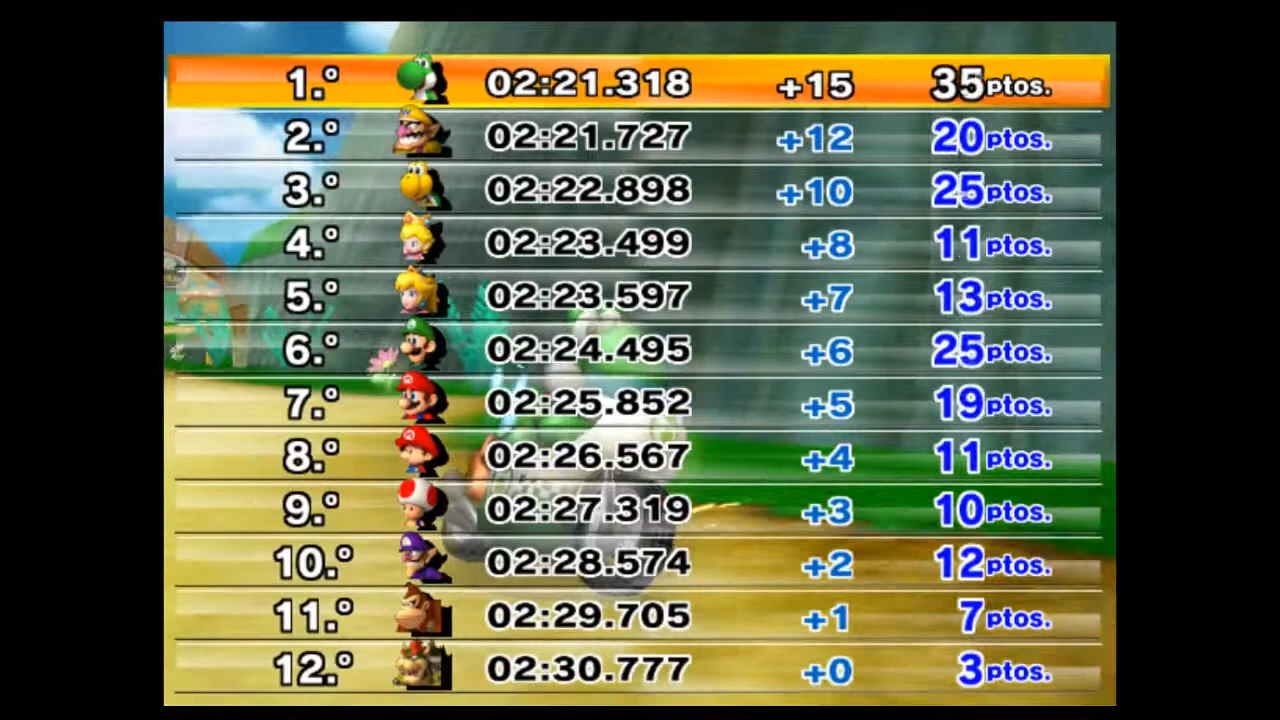 1.º 02:21.318 +15 35ptos.
2.º 02:21.727 +12 20ptos.
3.º 02:22.898 +10 25ptos.
4.º 02:23.499 +8 11ptos.
5.º 02:23.597 +7 13ptos.
6.º 02:24.495 +6 25ptos.
7.º 02:25.852 +5 19ptos.
8.º 02:26.567 +4 11ptos.
9.º 02:27.319 +3 10ptos.
10.º 02:28.574 +2 12ptos.
11.º 02:29.705 +1 7ptos.
12.º 02:30.777 +0 3ptos.